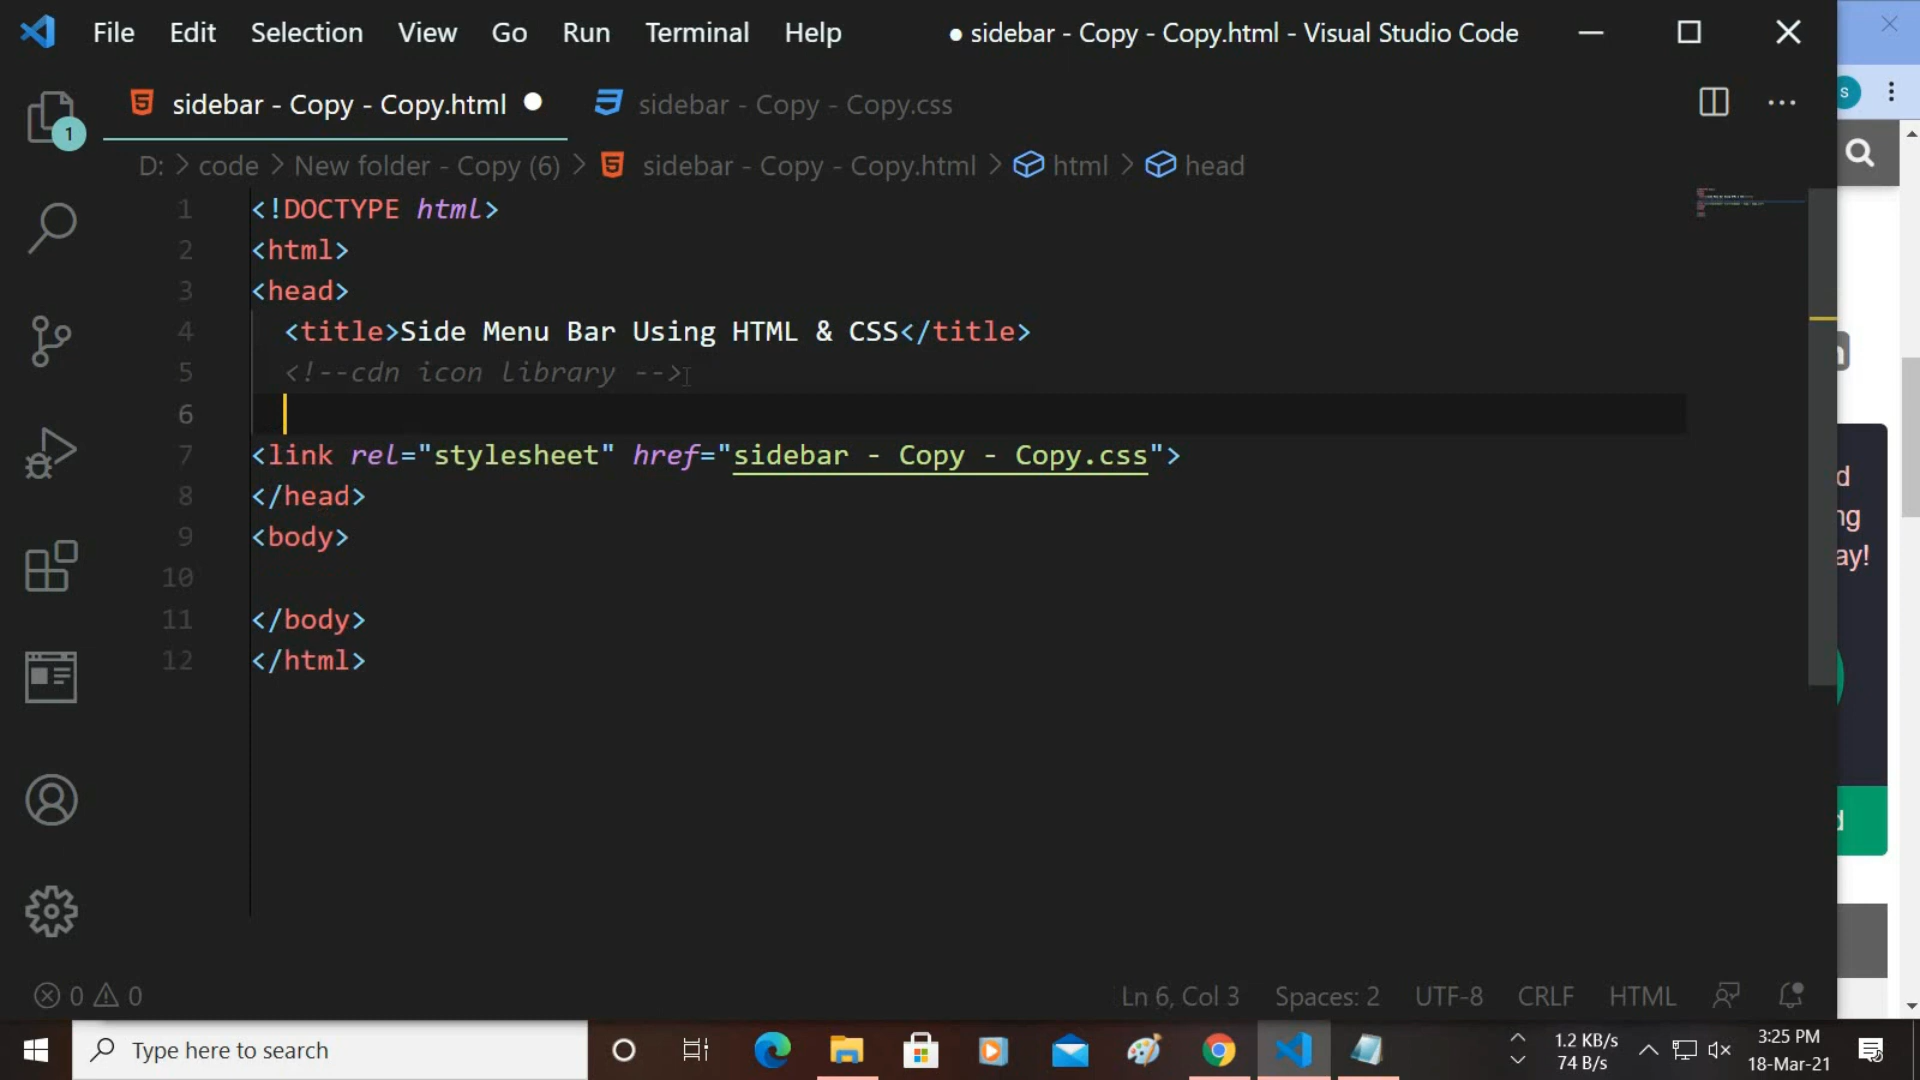 File Edit Selection View Go Run Terminal Help ● sidebar - Copy - Copy.html - Visual Studio Code
sidebar - Copy - Copy.html ● sidebar - Copy - Copy.css
s
1
D: > code > New folder - Copy (6) > sidebar - Copy - Copy.html > html > head
1 <!DOCTYPE html>
2 <html>
3 <head>
4 <title>Side Menu Bar Using HTML & CSS</title>
5 <!--cdn icon library -->
6
7 <link rel="stylesheet" href="sidebar - Copy - Copy.css">
8 </head>
9 <body>
10
11 </body>
12 </html>
d
ng
ay!
0 0 Ln 6, Col 3 Spaces: 2 UTF-8 CRLF HTML
Type here to search
1.2 KB/s
74 B/s
3:25 PM
18-Mar-21